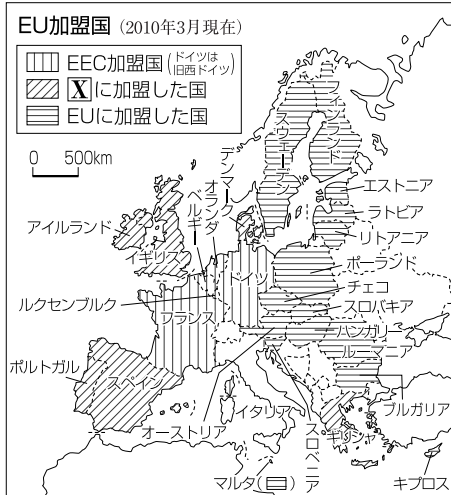 EU加盟国 (2010年3月現在)
EEC加盟国 (ドイツは旧西ドイツ)
Xに加盟した国
EUに加盟した国
0 500km
フィンランド
スウェーデン
デンマーク
オランダ
ベルギー
エストニア
ラトビア
リトアニア
アイルランド
イギリス
ポーランド
ドイツ
チェコ
スロバキア
ルクセンブルク
フランス
ハンガリー
ルーマニア
ポルトガル
スペイン
イタリア
ブルガリア
オーストリア
スロベニア
ギリシャ
マルタ( )
キプロス